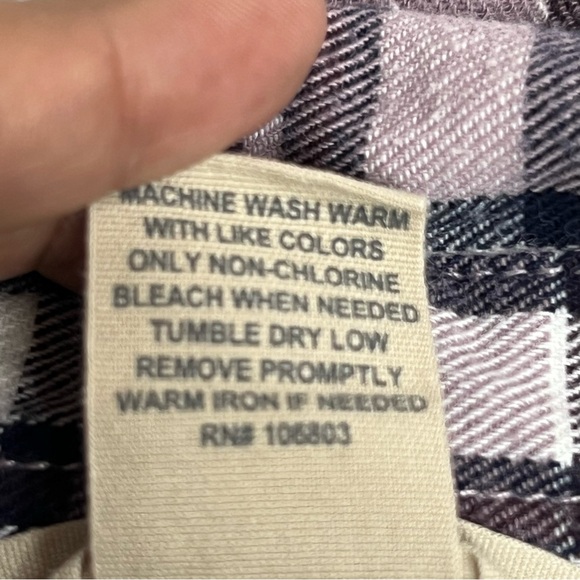 MACHINE WASH WARM
WITH LIKE COLORS
ONLY NON-CHLORINE
BLEACH WHEN NEEDED
TUMBLE DRY LOW
REMOVE PROMPTLY
WARM IRON IF NEEDED
RN# 106803